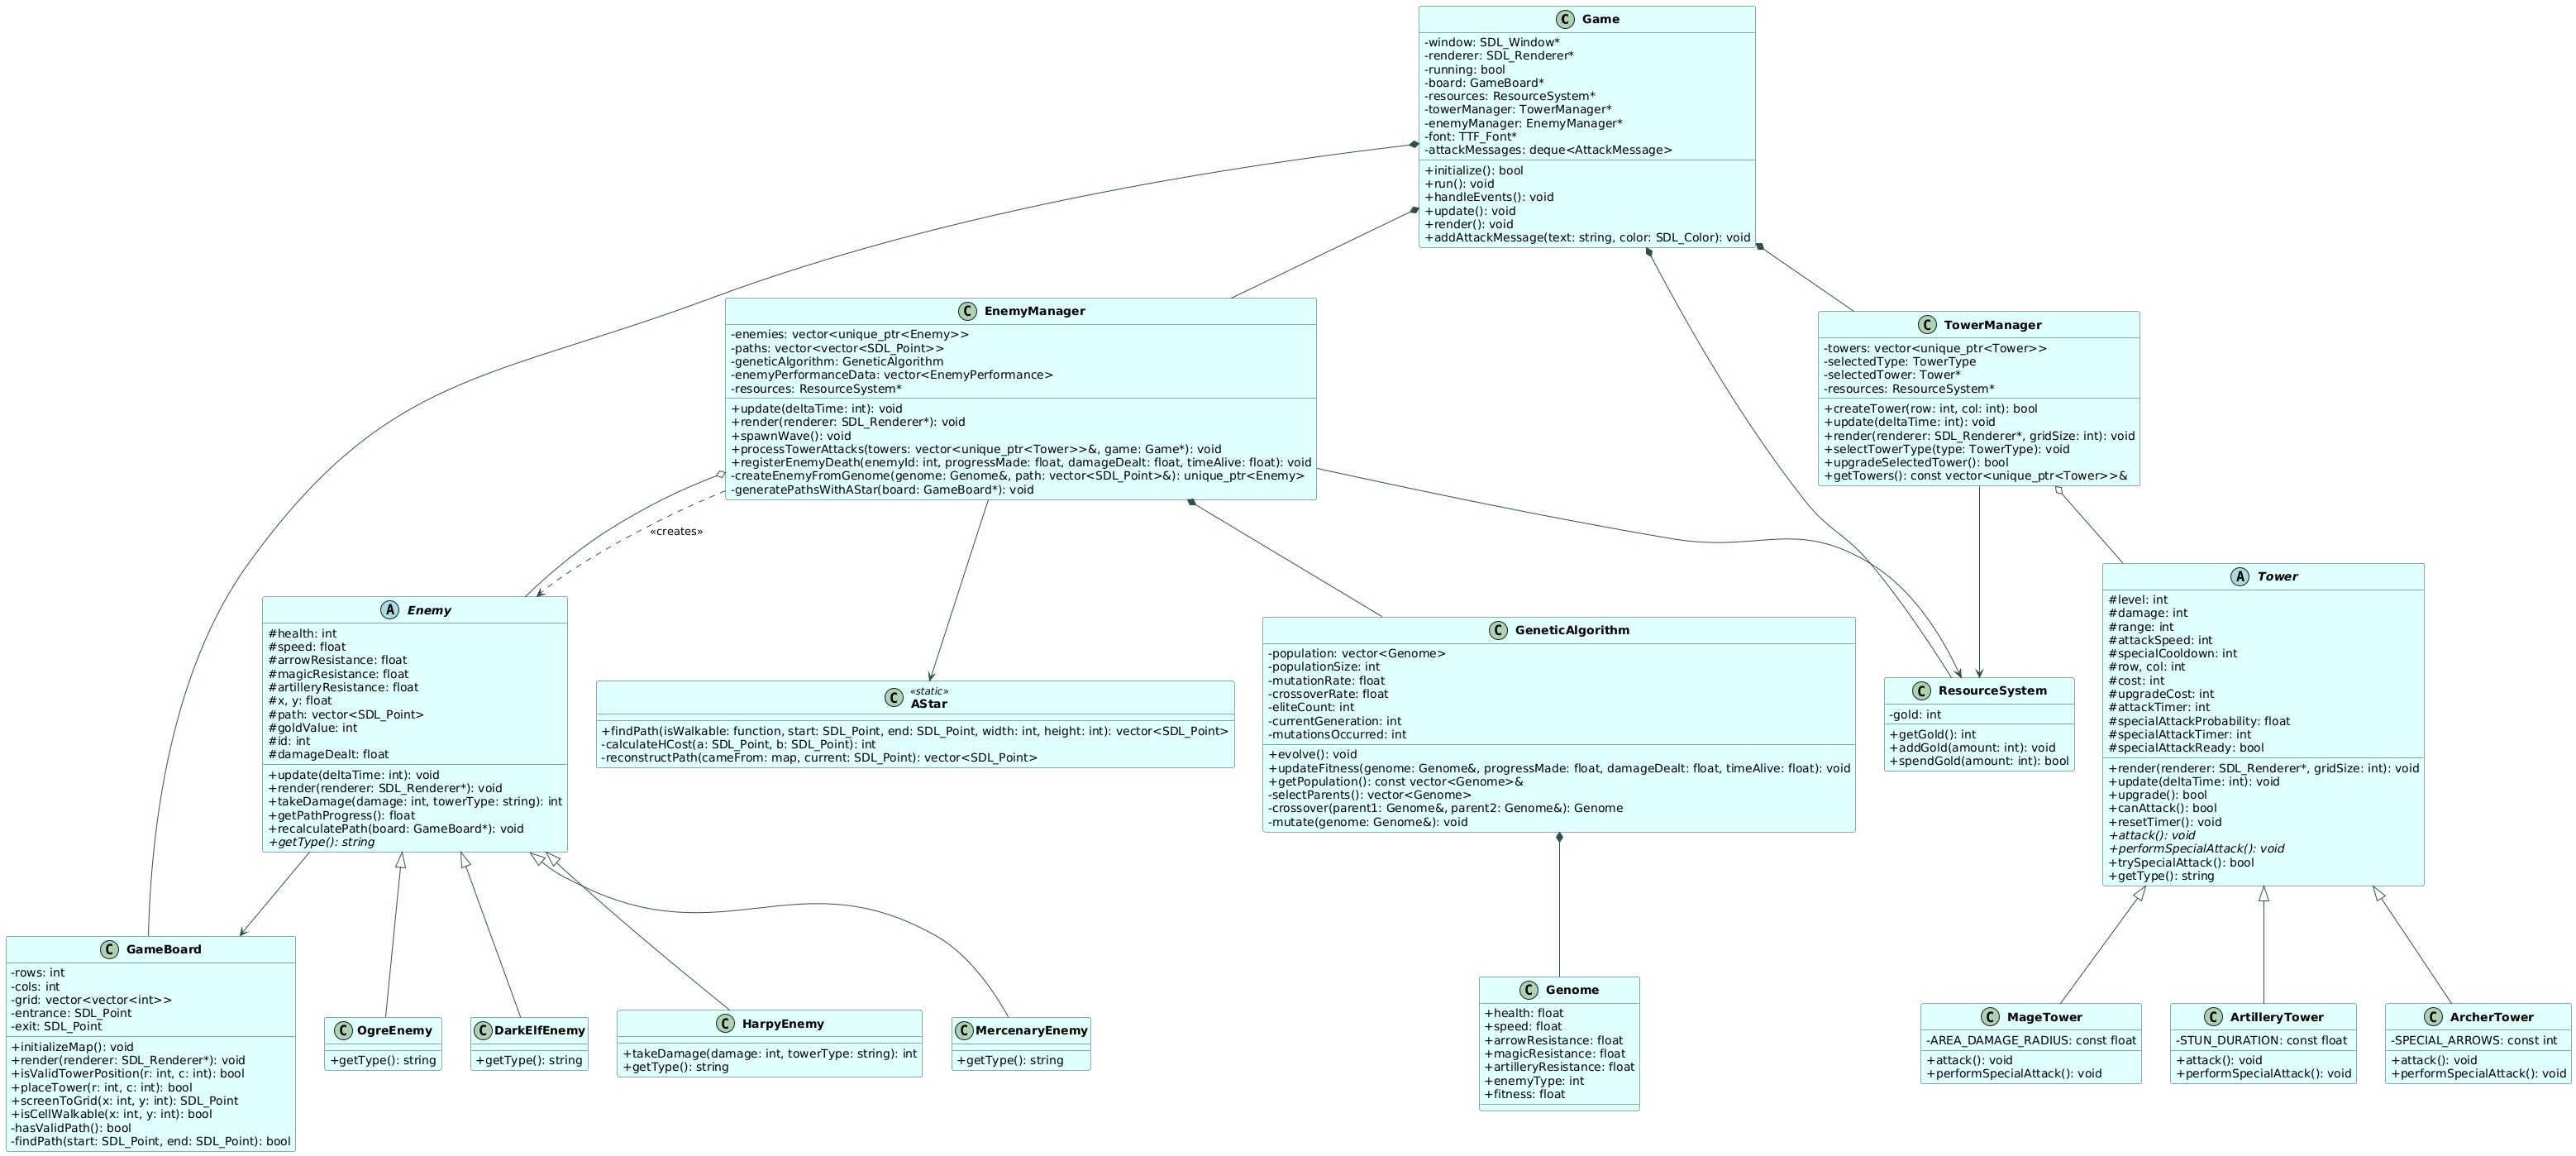 C Game
-window: SDL_Window*
-renderer: SDL_Renderer*
-running: bool
-board: GameBoard*
-resources: ResourceSystem*
-towerManager: TowerManager*
-enemyManager: EnemyManager*
-font: TTF_Font*
-attackMessages: deque<AttackMessage>
+initialize(): bool
+run(): void
+handleEvents(): void
+update(): void
+render(): void
+addAttackMessage(text: string, color: SDL_Color): void
C EnemyManager
-enemies: vector<unique_ptr<Enemy>>
-paths: vector<vector<SDL_Point>>
-geneticAlgorithm: GeneticAlgorithm
-enemyPerformanceData: vector<EnemyPerformance>
-resources: ResourceSystem*
+update(deltaTime: int): void
+render(renderer: SDL_Renderer*): void
+spawnWave(): void
+processTowerAttacks(towers: vector<unique_ptr<Tower>>&, game: Game*): void
+registerEnemyDeath(enemyId: int, progressMade: float, damageDealt: float, timeAlive: float): void
-createEnemyFromGenome(genome: Genome&, path: vector<SDL_Point>&): unique_ptr<Enemy>
-generatePathsWithAStar(board: GameBoard*): void
C TowerManager
-towers: vector<unique_ptr<Tower>>
-selectedType: TowerType
-selectedTower: Tower*
-resources: ResourceSystem*
+createTower(row: int, col: int): bool
+update(deltaTime: int): void
+render(renderer: SDL_Renderer*, gridSize: int): void
+selectTowerType(type: TowerType): void
+upgradeSelectedTower(): bool
+getTowers(): const vector<unique_ptr<Tower>>&
«creates»
A Enemy
#health: int
#speed: float
#arrowResistance: float
#magicResistance: float
#artilleryResistance: float
#x, y: float
#path: vector<SDL_Point>
#goldValue: int
#id: int
#damageDealt: float
+update(deltaTime: int): void
+render(renderer: SDL_Renderer*): void
+takeDamage(damage: int, towerType: string): int
+getPathProgress(): float
+recalculatePath(board: GameBoard*): void
+getType(): string
C «static»
AStar
+findPath(isWalkable: function, start: SDL_Point, end: SDL_Point, width: int, height: int): vector<SDL_Point>
-calculateHCost(a: SDL_Point, b: SDL_Point): int
-reconstructPath(cameFrom: map, current: SDL_Point): vector<SDL_Point>
C GeneticAlgorithm
-population: vector<Genome>
-populationSize: int
-mutationRate: float
-crossoverRate: float
-eliteCount: int
-currentGeneration: int
-mutationsOccurred: int
+evolve(): void
+updateFitness(genome: Genome&, progressMade: float, damageDealt: float, timeAlive: float): void
+getPopulation(): const vector<Genome>&
-selectParents(): vector<Genome>
-crossover(parent1: Genome&, parent2: Genome&): Genome
-mutate(genome: Genome&): void
C ResourceSystem
-gold: int
+getGold(): int
+addGold(amount: int): void
+spendGold(amount: int): bool
A Tower
#level: int
#damage: int
#range: int
#attackSpeed: int
#specialCooldown: int
#row, col: int
#cost: int
#upgradeCost: int
#attackTimer: int
#specialAttackProbability: float
#specialAttackTimer: int
#specialAttackReady: bool
+render(renderer: SDL_Renderer*, gridSize: int): void
+update(deltaTime: int): void
+upgrade(): bool
+canAttack(): bool
+resetTimer(): void
+attack(): void
+performSpecialAttack(): void
+trySpecialAttack(): bool
+getType(): string
C GameBoard
-rows: int
-cols: int
-grid: vector<vector<int>>
-entrance: SDL_Point
-exit: SDL_Point
+initializeMap(): void
+render(renderer: SDL_Renderer*): void
+isValidTowerPosition(r: int, c: int): bool
+placeTower(r: int, c: int): bool
+screenToGrid(x: int, y: int): SDL_Point
+isCellWalkable(x: int, y: int): bool
-hasValidPath(): bool
-findPath(start: SDL_Point, end: SDL_Point): bool
C OgreEnemy
+getType(): string
C DarkElfEnemy
+getType(): string
C HarpyEnemy
+takeDamage(damage: int, towerType: string): int
+getType(): string
C MercenaryEnemy
+getType(): string
C Genome
+health: float
+speed: float
+arrowResistance: float
+magicResistance: float
+artilleryResistance: float
+enemyType: int
+fitness: float
C MageTower
-AREA_DAMAGE_RADIUS: const float
+attack(): void
+performSpecialAttack(): void
C ArtilleryTower
-STUN_DURATION: const float
+attack(): void
+performSpecialAttack(): void
C ArcherTower
-SPECIAL_ARROWS: const int
+attack(): void
+performSpecialAttack(): void